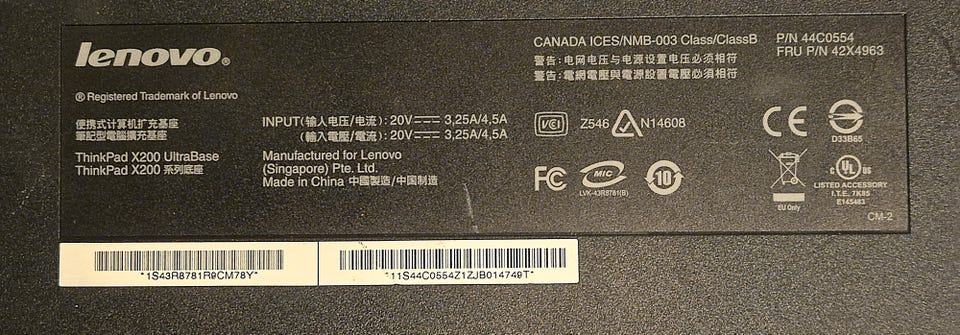 lenovo®
® Registered Trademark of Lenovo
便携式计算机扩充基座
筆記型電腦擴充基座
ThinkPad X200 UltraBase
ThinkPad X200 系列底座
INPUT(输人电压/电流): 20V⎓ 3,25A/4,5A
(輸入電壓/電流): 20V⎓ 3,25A/4,5A
Manufactured for Lenovo
(Singapore) Pte. Ltd.
Made in China 中國製造/中国制造
CANADA ICES/NMB-003 Class/ClassB
警告: 电网电压与电源设置电压必须相符
警告: 電網電壓與電源設置電壓必須相符
P/N 44C0554
FRU P/N 42X4963
VCI
Z546
N14608
CE
D33B65
FC
MIC
LVK-43R8781(B)
10
EU Only
c UL us
LISTED ACCESSORY
I.T.E. 7K85
E145483
CM-2
*1S43R8781R9CM78Y*
*11S44C0554Z1ZJB014749T*